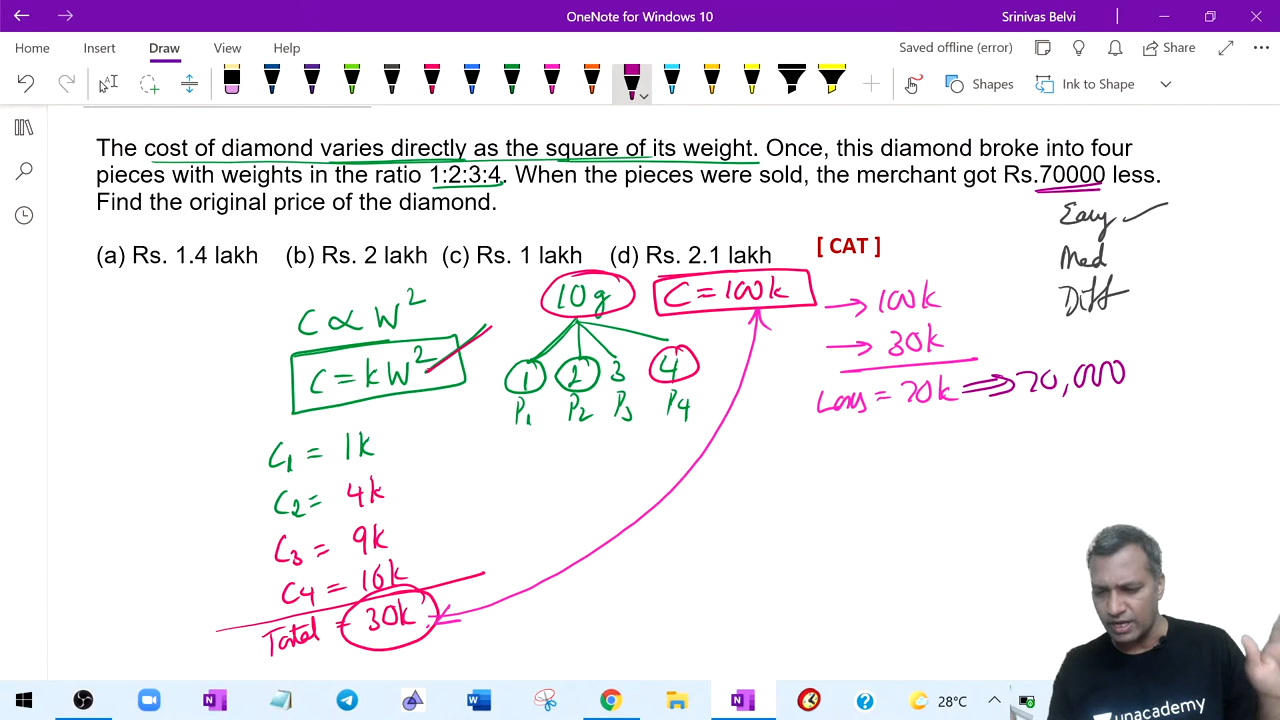 OneNote for Windows 10
Srinivas Belvi
Home Insert Draw View Help
Saved offline (error)
Share
Shapes
Ink to Shape
The cost of diamond varies directly as the square of its weight. Once, this diamond broke into four
pieces with weights in the ratio 1:2:3:4. When the pieces were sold, the merchant got Rs.70000 less.
Find the original price of the diamond.
Easy ✓
Med
Diff
(a) Rs. 1.4 lakh (b) Rs. 2 lakh (c) Rs. 1 lakh (d) Rs. 2.1 lakh
[ CAT ]
C ∝ W²
C = kW²
10g
C = 100k
1 2 3 4
P1 P2 P3 P4
→ 100k
→ 30k
Loss = 70k ⇒ 70,000
C1 = 1k
C2 = 4k
C3 = 9k
C4 = 16k
Total = 30k
unacademy
28°C